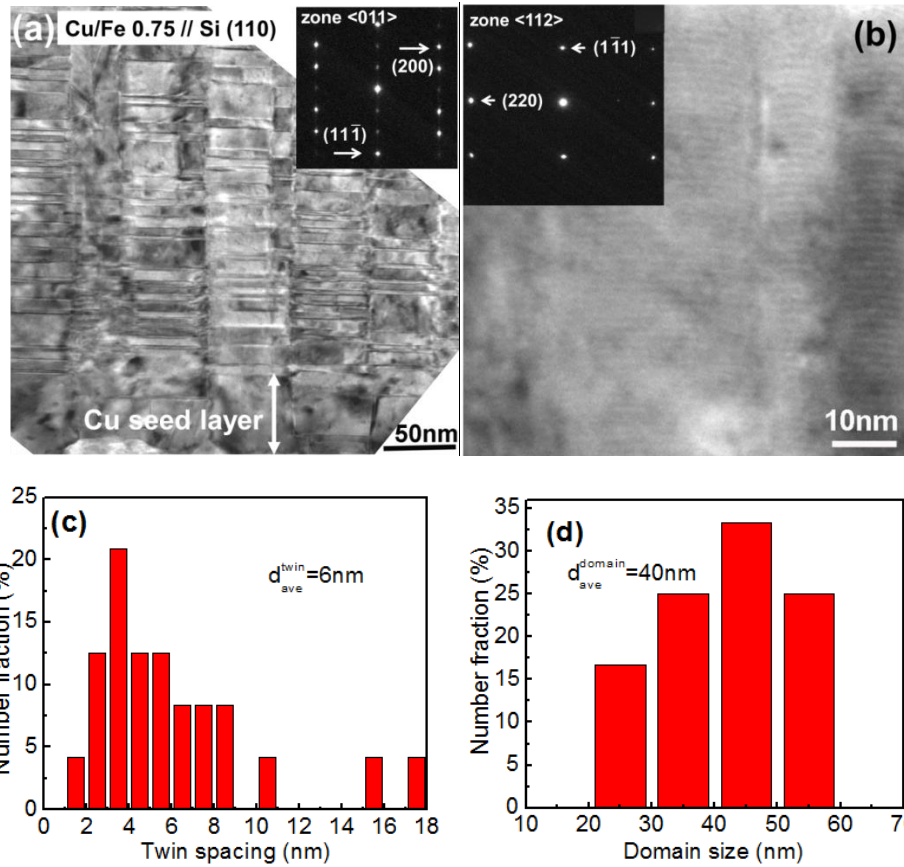 (a)
Cu/Fe 0.75 // Si (110)
zone <011>
(200)
(111̄)
Cu seed layer
50nm
zone <112>
(b)
(11̄1)
(220)
10nm
(c)
d_ave^twin=6nm
Number fraction (%)
25
20
15
10
5
0
0 2 4 6 8 10 12 14 16 18
Twin spacing (nm)
(d)
d_ave^domain=40nm
Number fraction (%)
35
30
25
20
15
10
5
0
10 20 30 40 50 60 70
Domain size (nm)